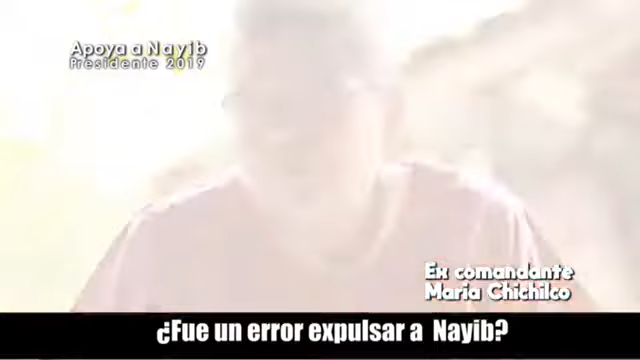 Apoya a Nayib
Presidente 2019
Ex comandante
Maria Chichilco
¿Fue un error expulsar a Nayib?